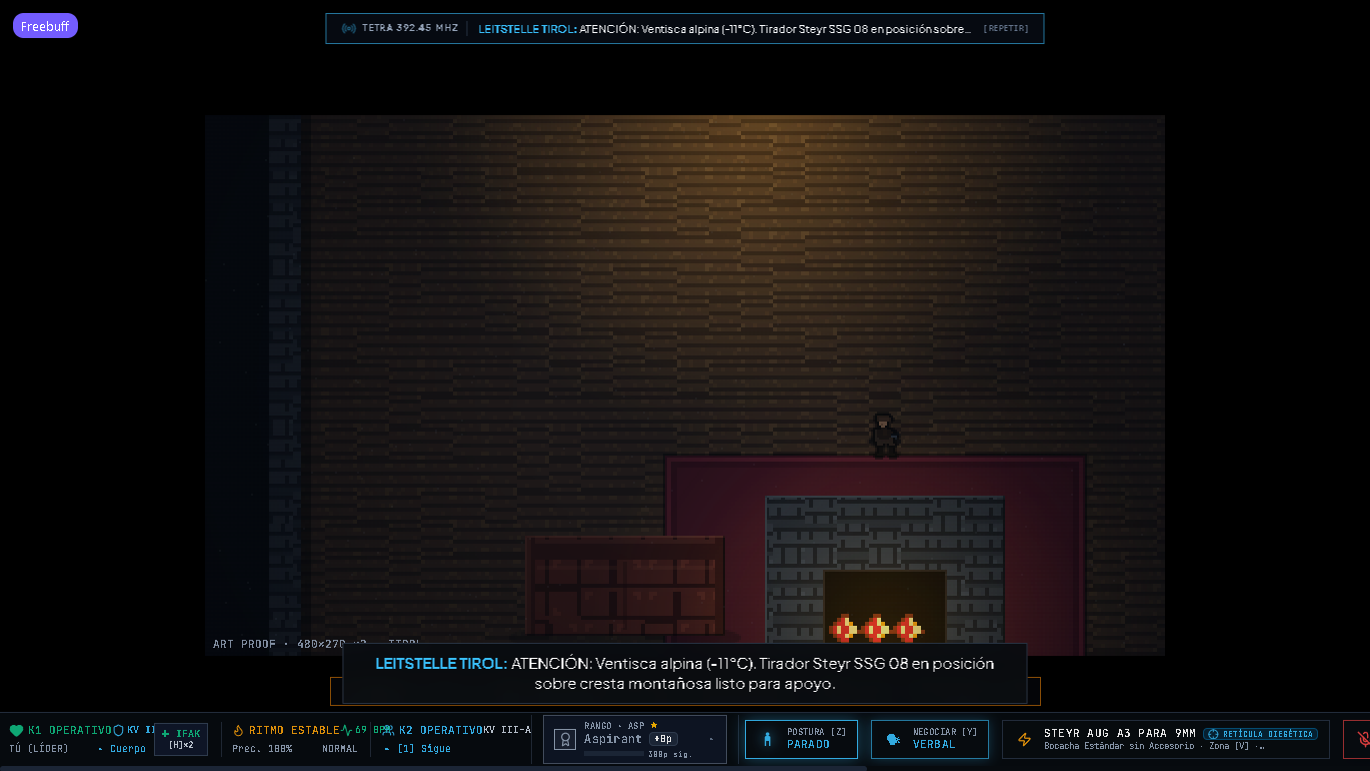 Freebuff
TETRA 392.45 MHZ
LEITSTELLE TIROL: ATENCIÓN: Ventisca alpina (-11°C). Tirador Steyr SSG 08 en posición sobre…
[REPETIR]
ART PROOF · 480×270
LEITSTELLE TIROL: ATENCIÓN: Ventisca alpina (-11°C). Tirador Steyr SSG 08 en posición
sobre cresta montañosa listo para apoyo.
K1 OPERATIVO
TÚ (LÍDER)
Cuerpo
+ IFAK
[H]×2
RITMO ESTABLE
69
Prec. 100%
NORMAL
K2 OPERATIVO
KV III-A
[1] Sigue
RANGO · ASP ★
Aspirant
+0p
300p sig.
POSTURA [Z]
PARADO
NEGOCIAR [Y]
VERBAL
STEYR AUG A3 PARA 9MM
RETÍCULA DIEGÉTICA
Bocacha Estándar sin Accesorio · Zona [V] ·…